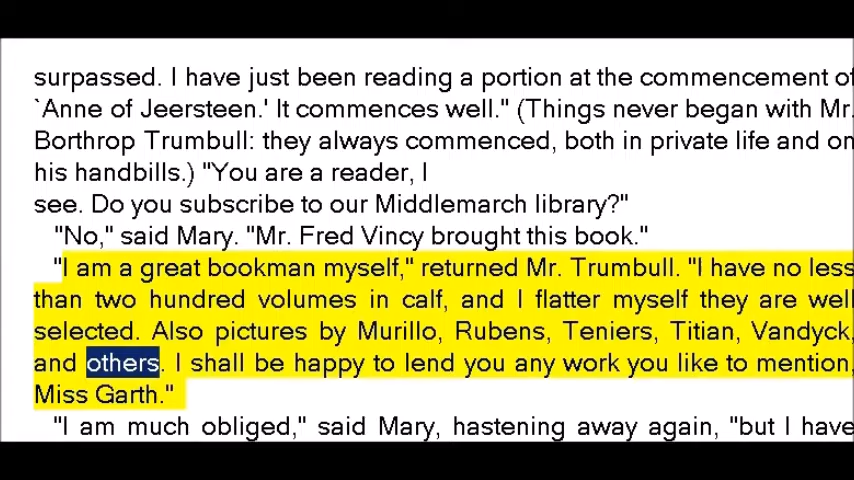 surpassed. I have just been reading a portion at the commencement of
`Anne of Jeersteen.' It commences well." (Things never began with Mr.
Borthrop Trumbull: they always commenced, both in private life and on
his handbills.) "You are a reader, I
see. Do you subscribe to our Middlemarch library?"
"No," said Mary. "Mr. Fred Vincy brought this book."
"I am a great bookman myself," returned Mr. Trumbull. "I have no less
than two hundred volumes in calf, and I flatter myself they are well
selected. Also pictures by Murillo, Rubens, Teniers, Titian, Vandyck,
and others. I shall be happy to lend you any work you like to mention,
Miss Garth."
"I am much obliged," said Mary, hastening away again, "but I have